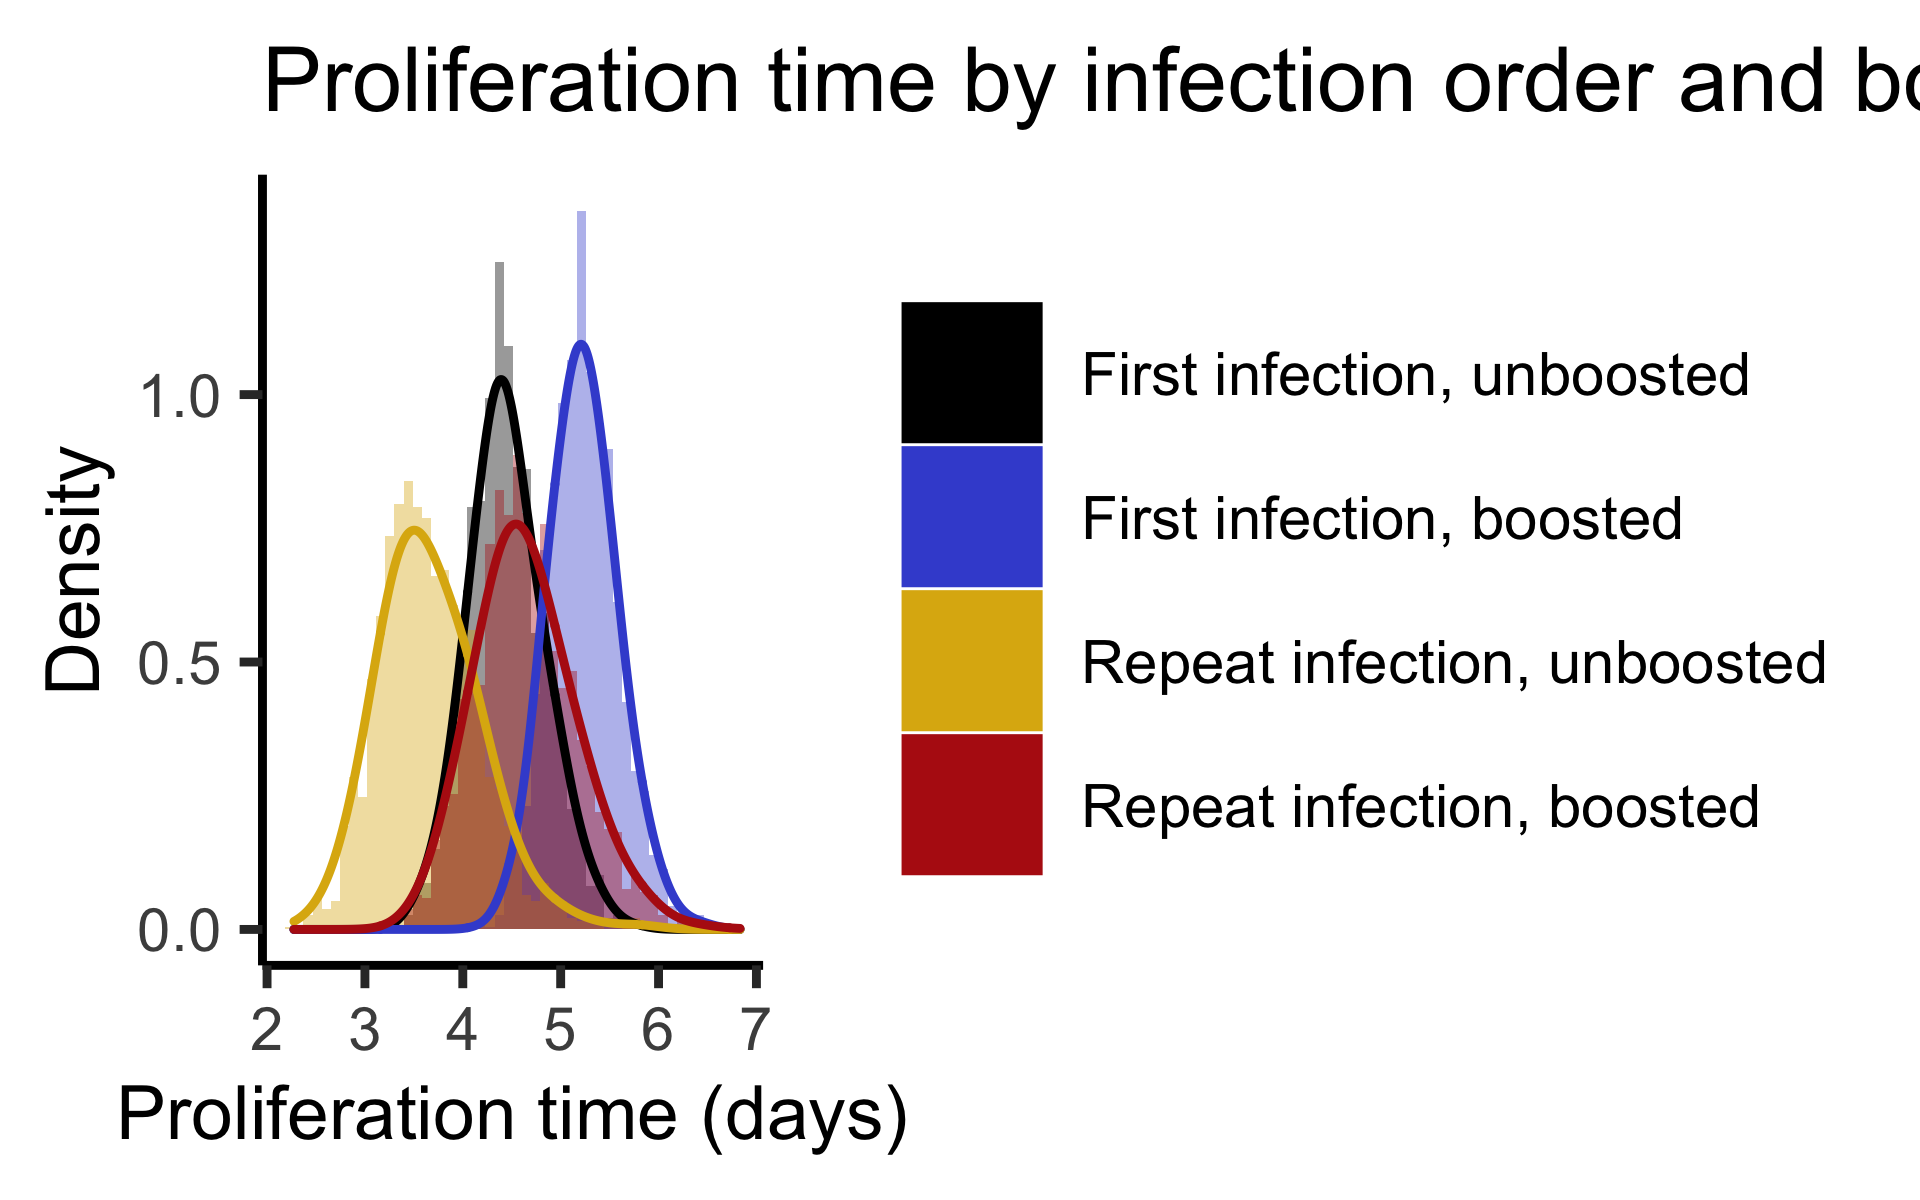 Proliferation time by infection order and bo
Density
1.0
0.5
0.0
2 3 4 5 6 7
Proliferation time (days)
First infection, unboosted
First infection, boosted
Repeat infection, unboosted
Repeat infection, boosted